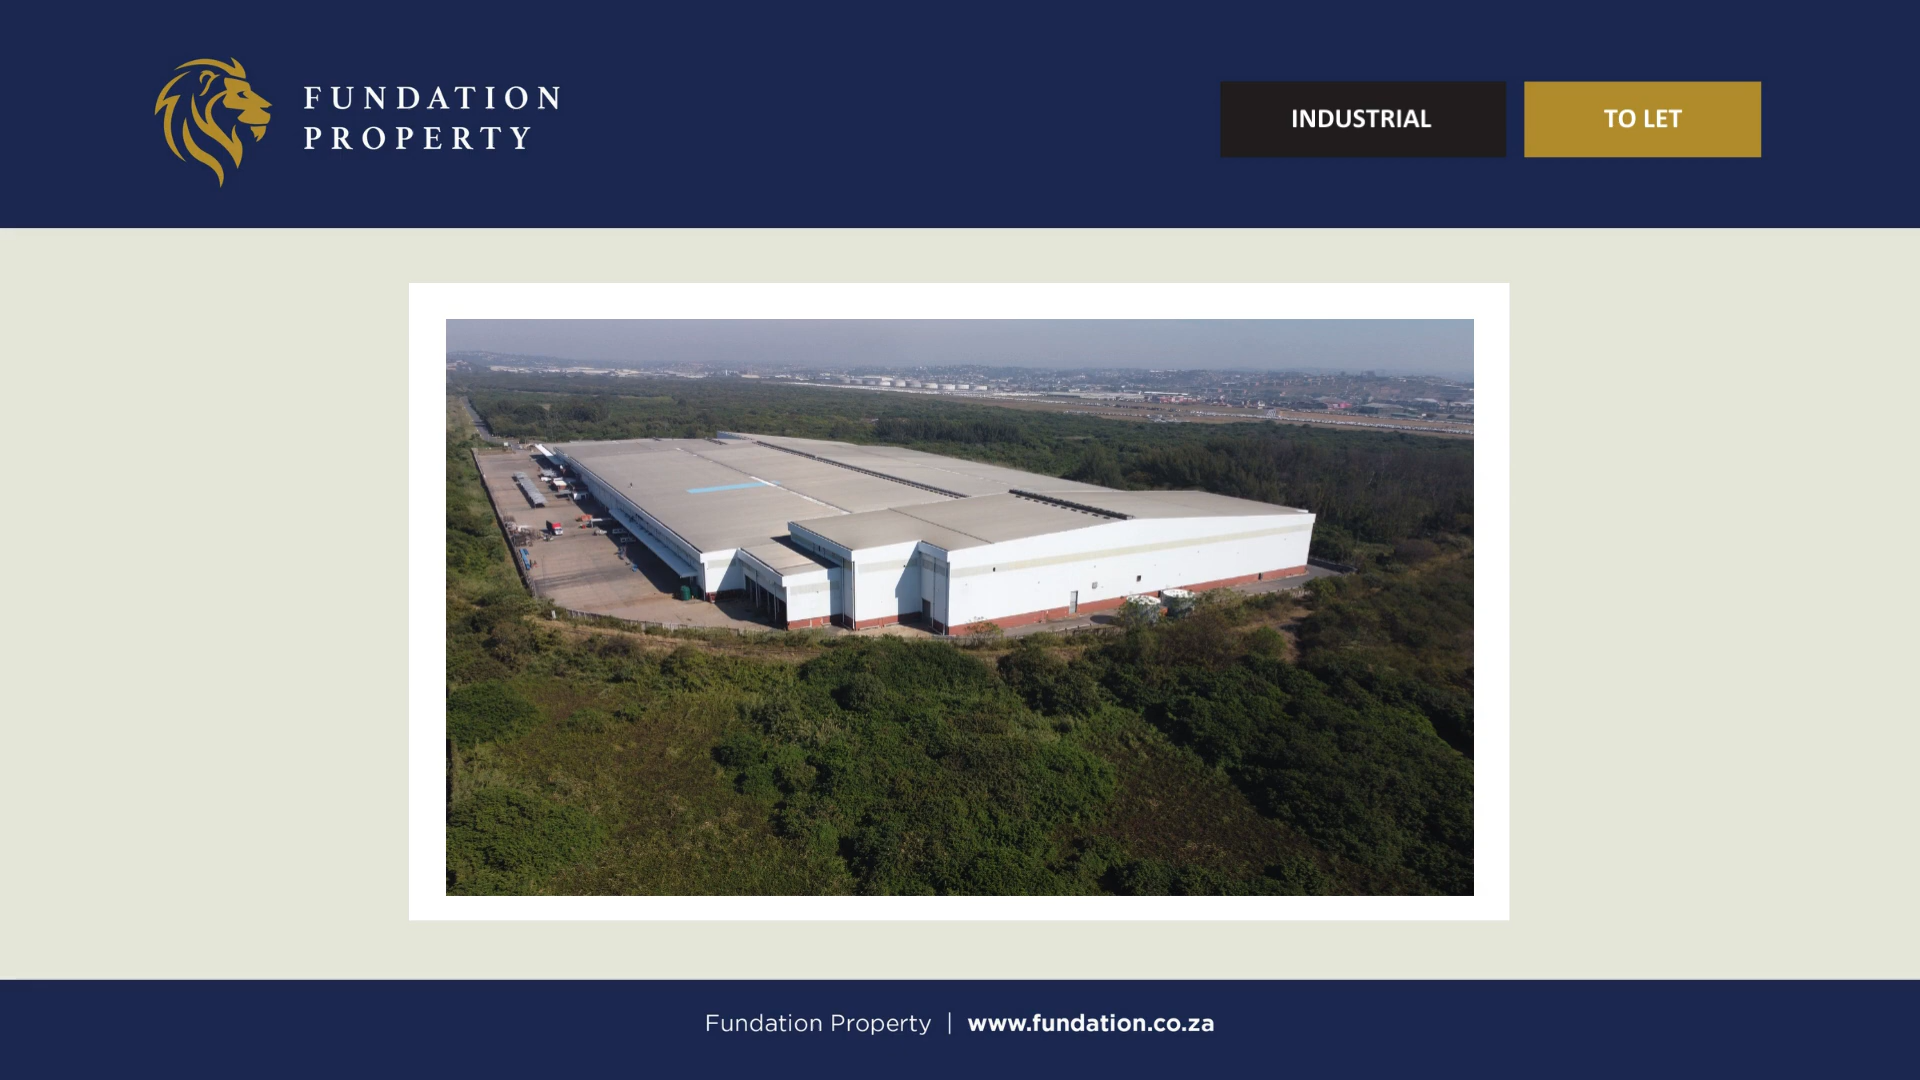 FUNDATION
PROPERTY
INDUSTRIAL
TO LET
Fundation Property | www.fundation.co.za